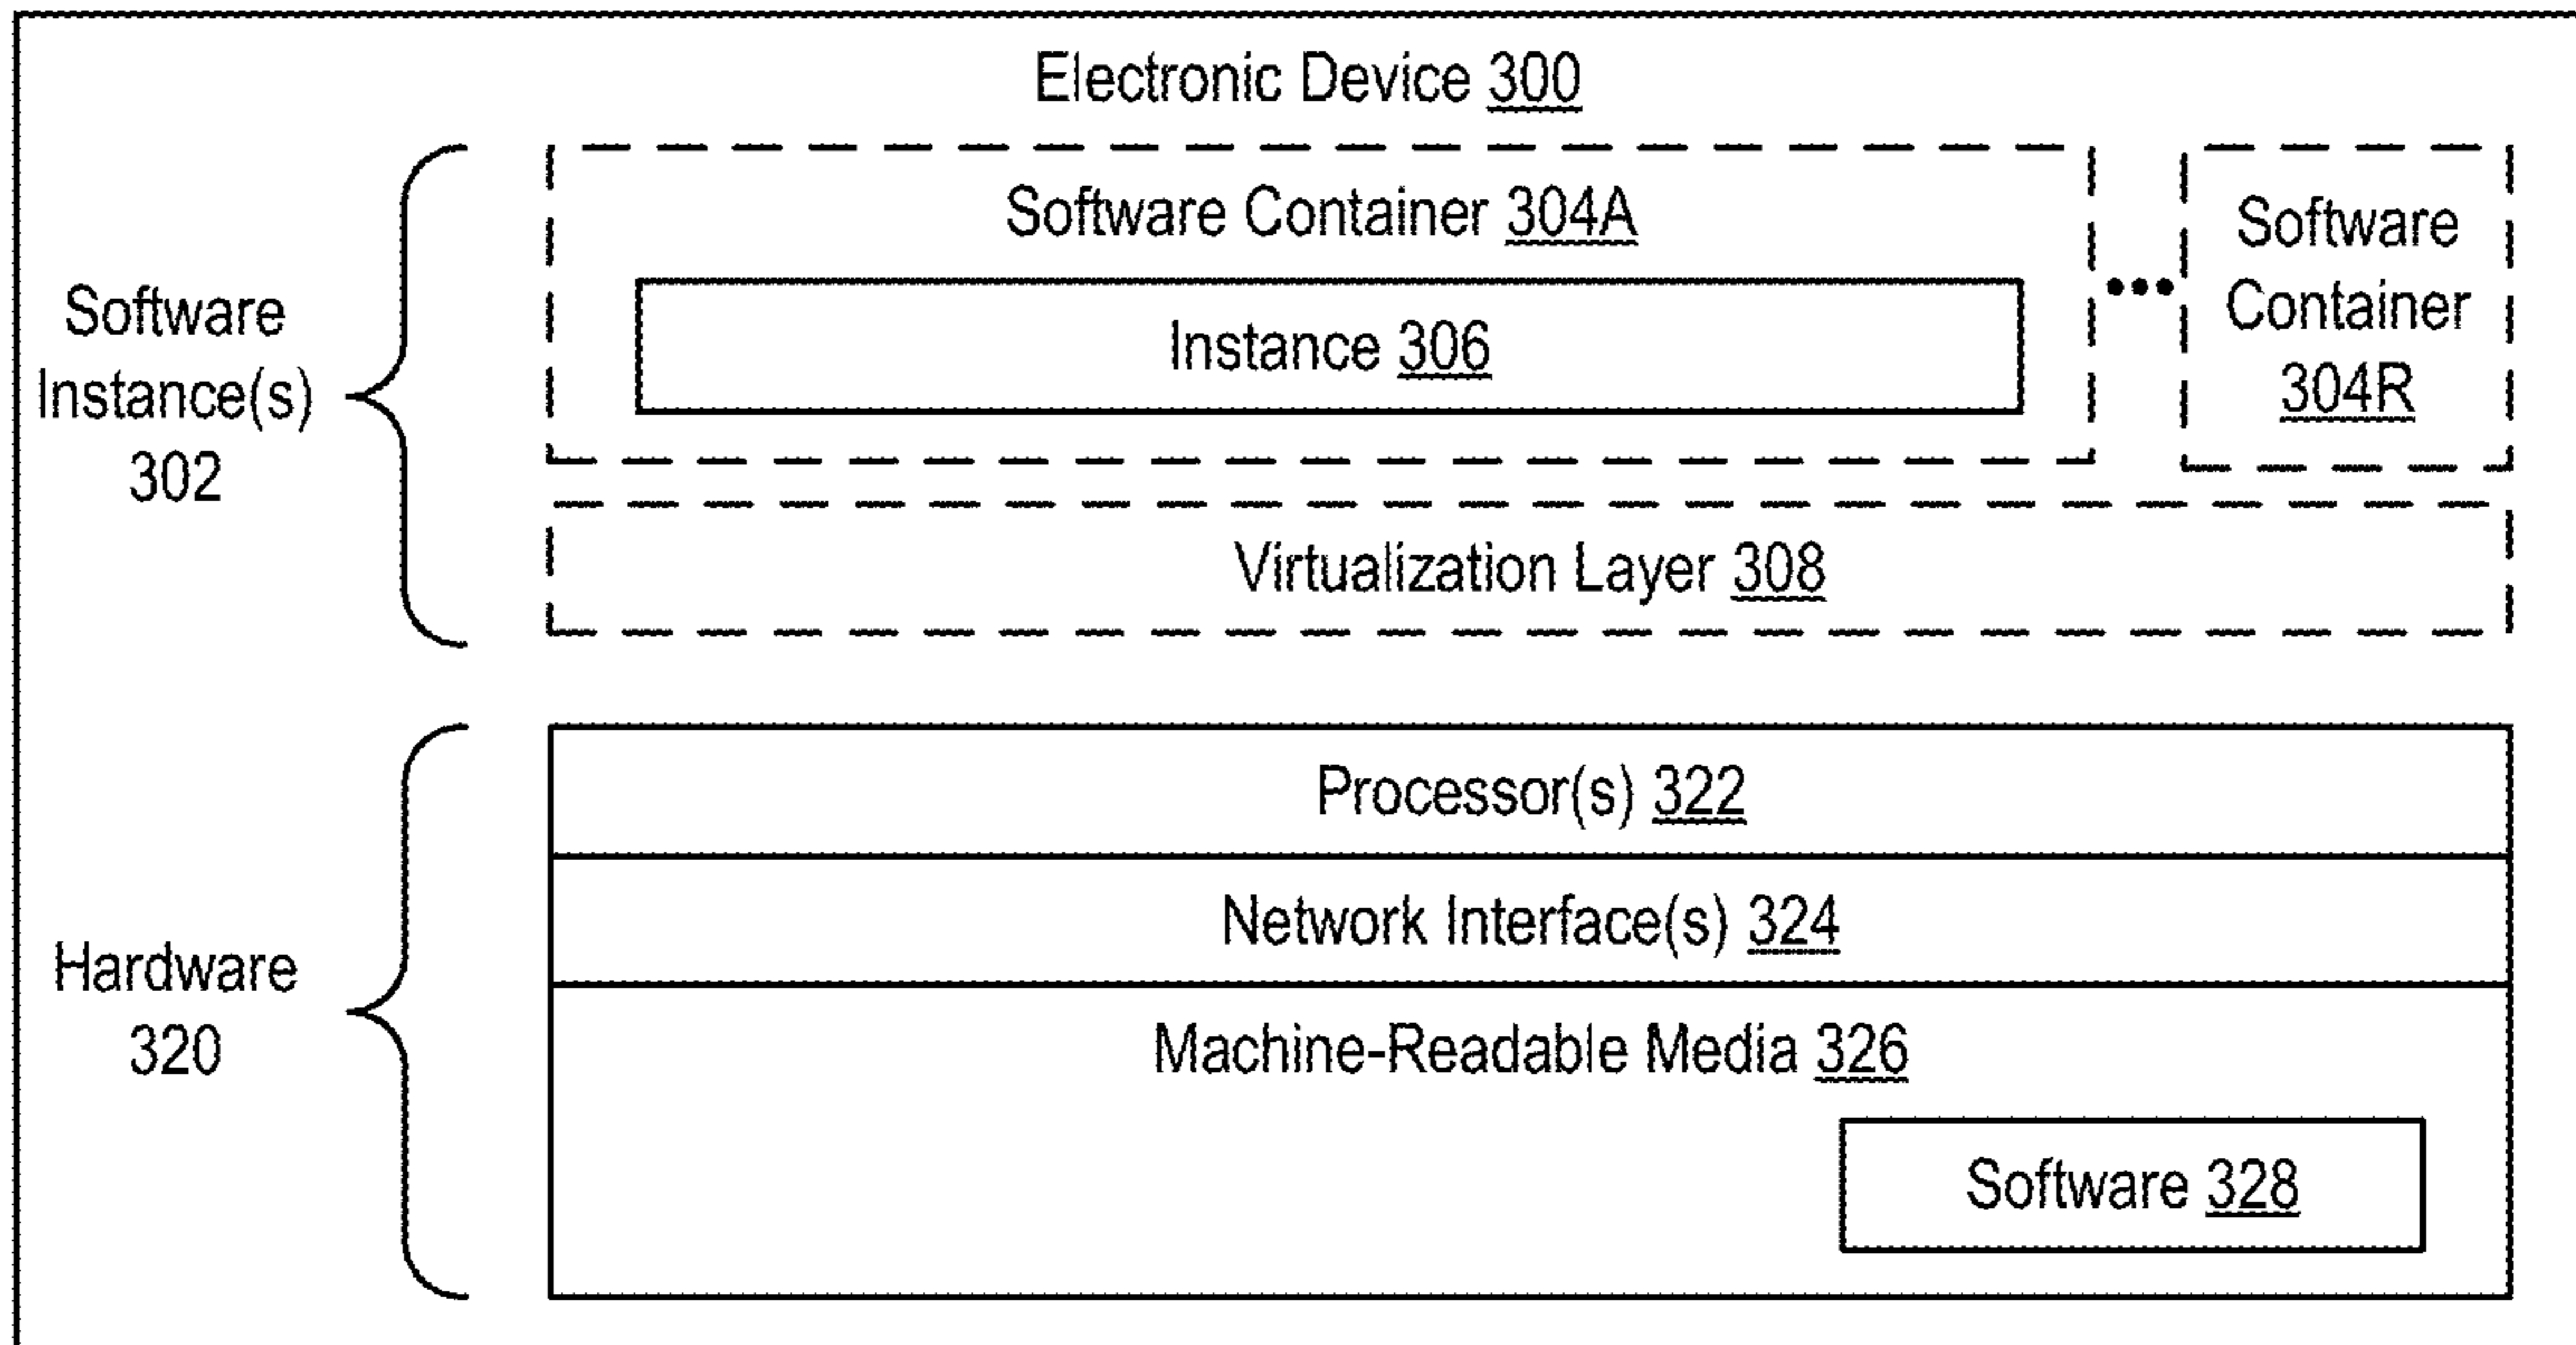 Electronic Device 300
Software
Instance(s)
302
Software Container 304A
Instance 306
•••
Software
Container
304R
Virtualization Layer 308
Hardware
320
Processor(s) 322
Network Interface(s) 324
Machine-Readable Media 326
Software 328